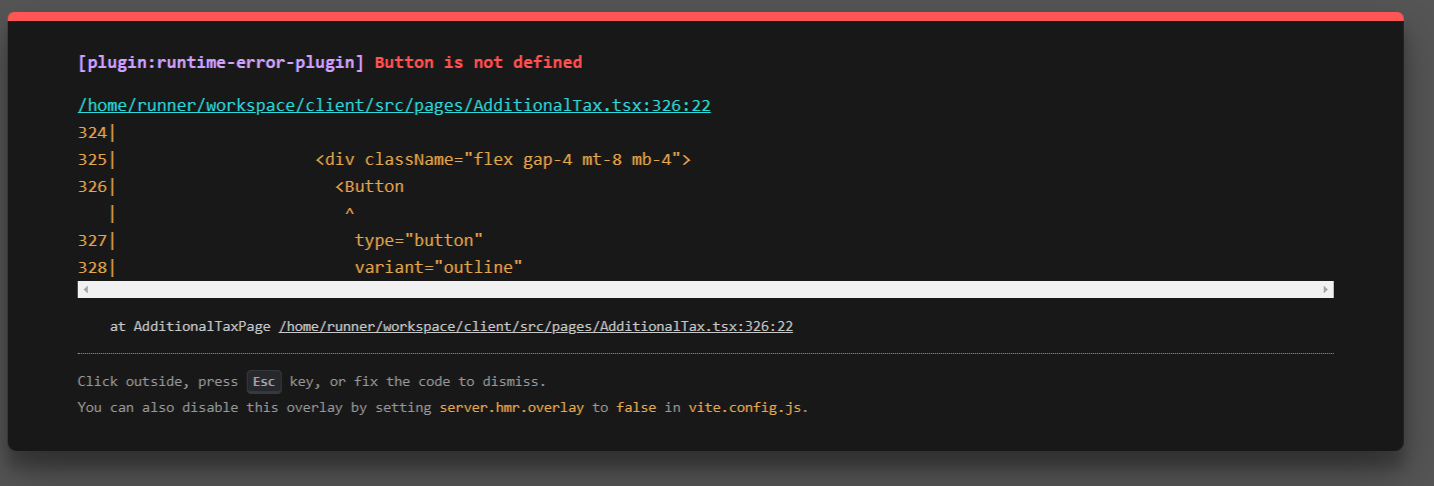 [plugin:runtime-error-plugin] Button is not defined
/home/runner/workspace/client/src/pages/AdditionalTax.tsx:326:22
324|
325|                    <div className="flex gap-4 mt-8 mb-4">
326|                      <Button
   |                       ^
327|                        type="button"
328|                        variant="outline"
at AdditionalTaxPage /home/runner/workspace/client/src/pages/AdditionalTax.tsx:326:22
Click outside, press Esc key, or fix the code to dismiss.
You can also disable this overlay by setting server.hmr.overlay to false in vite.config.js.